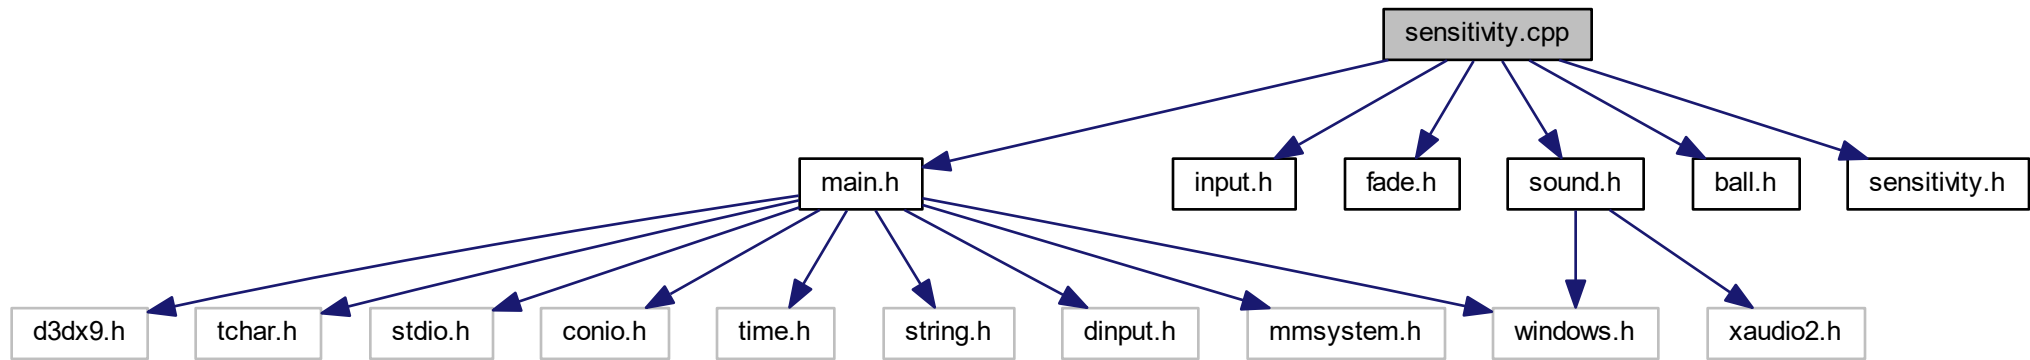 sensitivity.cpp
main.h
input.h
fade.h
sound.h
ball.h
sensitivity.h
d3dx9.h
tchar.h
stdio.h
conio.h
time.h
string.h
dinput.h
mmsystem.h
windows.h
xaudio2.h